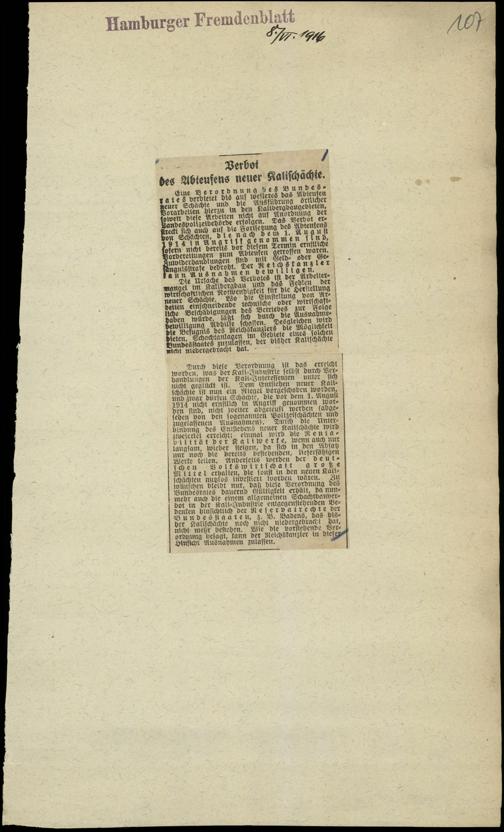 Hamburger Fremdenblatt
8/VI. 1916
107
Verbot
des Abteufens neuer Kalischächte.
Eine Verordnung des Bundes-
rates verbietet bis auf weiteres das Abteufen
neuer Schächte und die Ausführung örtlicher
Vorarbeiten hierzu in den Kalibergbaugebieten,
soweit diese Arbeiten nicht auf Anordnung der
Landespolizeibehörde erfolgen. Das Verbot er-
streckt sich auch auf die Fortsetzung des Abteufens
von Schächten, die nach dem 1. August
1914 in Angriff genommen sind,
sofern nicht bereits vor diesem Termin ernstliche
Vorbereitungen zum Abteufen getroffen waren.
Zuwiderhandlungen sind mit Geld- oder Ge-
fängnisstrafe bedroht. Der Reichskanzler
kann Ausnahmen bewilligen.
Die Ursache des Verbotes ist der Arbeiter-
mangel im Kalibergbau und das Fehlen der
wirtschaftlichen Notwendigkeit für die Herstellung
neuer Schächte. Wo die Einstellung von Ar-
beiten einschneidende technische oder wirtschaft-
liche Beschädigungen des Betriebes zur Folge
haben würde, läßt sich durch die Ausnahme-
bewilligung Abhilfe schaffen. Desgleichen wird
die Befugnis des Reichskanzlers die Möglichkeit
bieten, Schachtanlagen im Gebiete eines solchen
Bundesstaates zuzulassen, der bisher Kalischächte
nicht niedergebracht hat.
Durch diese Verordnung ist das erreicht
worden, was der Kali-Industrie selbst durch Ver-
handlungen der Kali-Interessenten unter sich
nicht geglückt ist. Dem Entstehen neuer Kali-
schächte ist nun ein Riegel vorgeschoben worden,
und zwar dürfen Schächte, die vor dem 1. August
1914 nicht ernstlich in Angriff genommen wor-
den sind, nicht weiter abgeteuft werden (abge-
sehen von den sogenannten Polizeischächten und
zugelassenen Ausnahmen). Durch die Unter-
bindung des Entstehens neuer Kalischächte wird
zweierlei erreicht: einmal wird die Renta-
bilität der Kaliwerke, wenn auch nur
langsam, wieder steigen, da sich in den Absatz
nur noch die bereits bestehenden, lieferfähigen
Werke teilen. Anderseits werden der deut-
schen Volkswirtschaft große
Mittel erhalten, die sonst in den neuen Kali-
schächten nutzlos investiert worden wären. Zu
wünschen bleibt nur, daß diese Verordnung des
Bundesrates dauernd Gültigkeit erhält, da nun-
mehr auch die einem allgemeinen Schachtbauver-
bot in der Kali-Industrie entgegenstehenden Be-
denken hinsichtlich der Reservatrechte der
Bundesstaaten, z. B. Badens, das bis-
her Kalischächte noch nicht niedergebracht hat,
nicht mehr bestehen. Wie die vorstehende Ver-
ordnung besagt, kann der Reichskanzler in dieser
Hinsicht Ausnahmen zulassen.